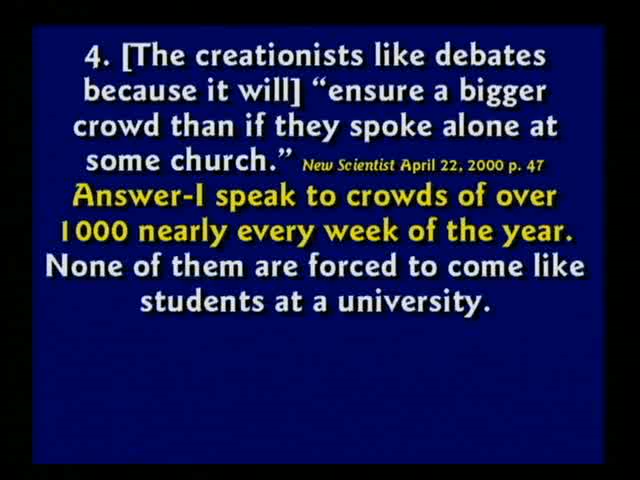 4. [The creationists like debates
because it will] “ensure a bigger
crowd than if they spoke alone at
some church.” New Scientist April 22, 2000 p. 47
Answer-I speak to crowds of over
1000 nearly every week of the year.
None of them are forced to come like
students at a university.